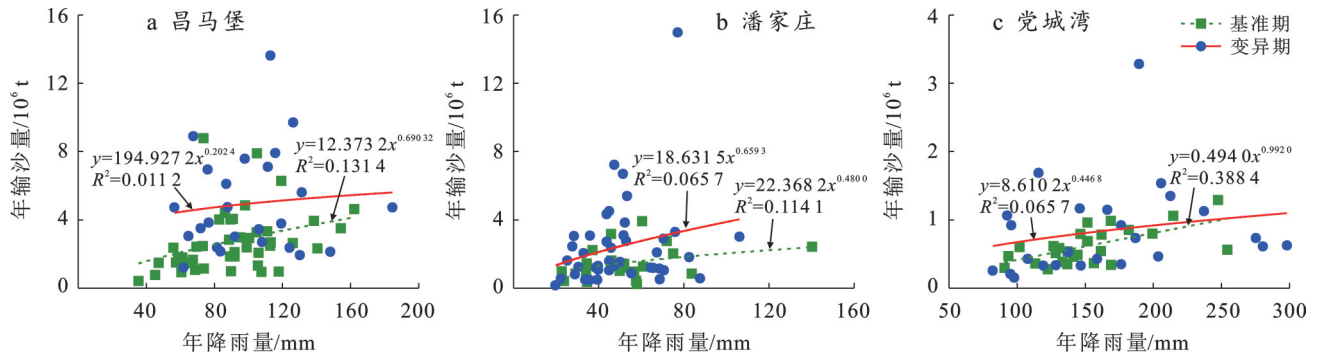 a 昌马堡
年输沙量/10⁶ t
16
12
8
4
0
y=194.927 2x^0.202 4
R²=0.011 2
y=12.373 2x^0.690 32
R²=0.131 4
40 80 120 160 200
年降雨量/mm
b 潘家庄
年输沙量/10⁶ t
16
12
8
4
0
y=18.631 5x^0.659 3
R²=0.065 7
y=22.368 2x^0.480 0
R²=0.114 1
40 80 120 160
年降雨量/mm
c 党城湾
基准期
变异期
年输沙量/10⁶ t
4
3
2
1
0
y=8.610 2x^0.446 8
R²=0.065 7
y=0.494 0x^0.992 0
R²=0.388 4
50 100 150 200 250 300
年降雨量/mm